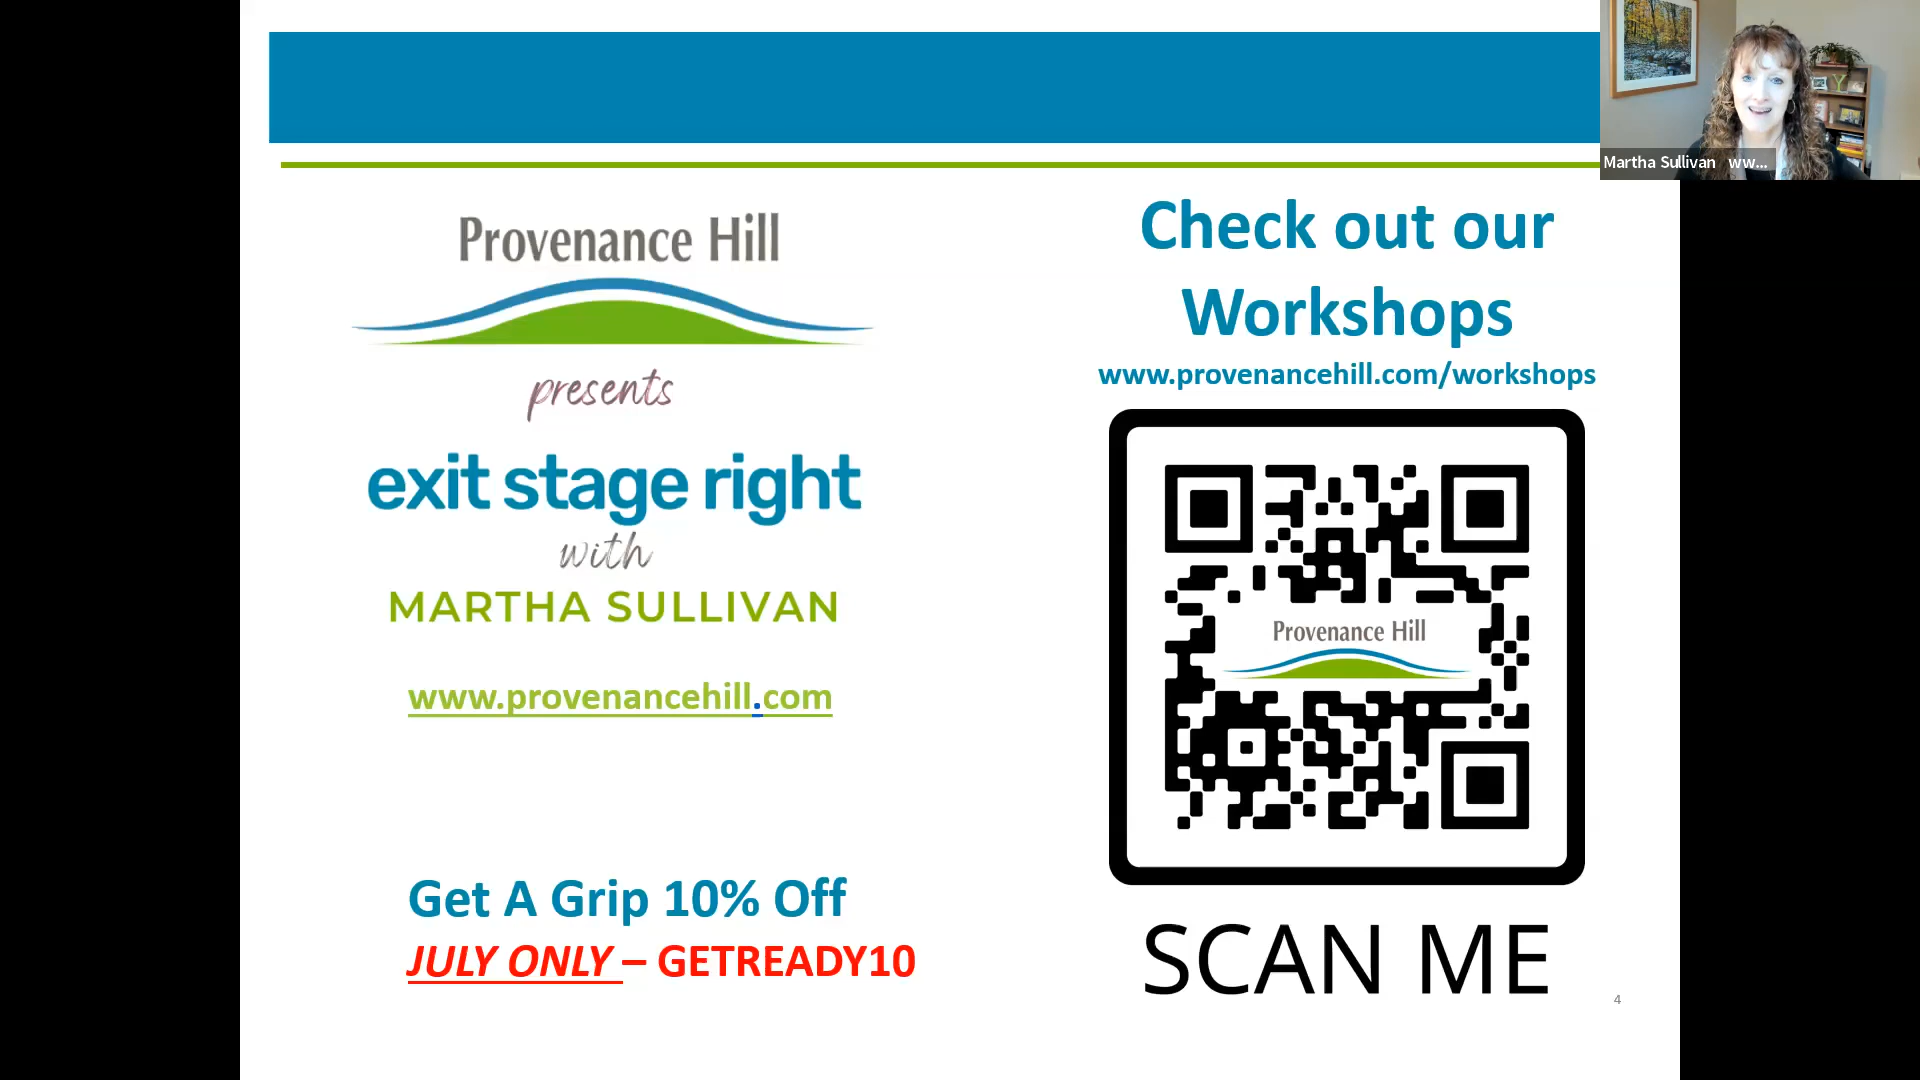 Provenance Hill
presents
exit stage right
with
MARTHA SULLIVAN
www.provenancehill.com
Get A Grip 10% Off
JULY ONLY – GETREADY10
Check out our
Workshops
www.provenancehill.com/workshops
Provenance Hill
SCAN ME
4
Martha Sullivan ww...